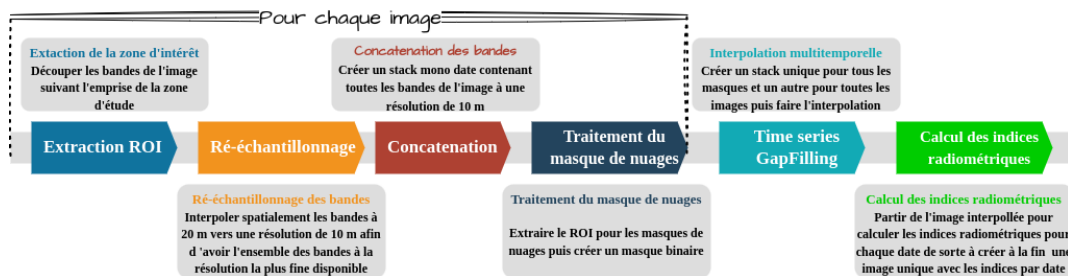 Pour chaque image
Extaction de la zone d'intérêt
Découper les bandes de l'image
suivant l'emprise de la zone
d'étude
Concatenation des bandes
Créer un stack mono date contenant
toutes les bandes de l'image à une
résolution de 10 m
Interpolation multitemporelle
Créer un stack unique pour tous les
masques et un autre pour toutes les
images puis faire l'interpolation
Extraction ROI
Ré-échantillonnage
Concatenation
Traitement du
masque de nuages
Time series
GapFilling
Calcul des indices
radiométriques
Ré-échantillonnage des bandes
Interpoler spatialement les bandes à
20 m vers une résolution de 10 m afin
d 'avoir l'ensemble des bandes à la
résolution la plus fine disponible
Traitement du masque de nuages
Extraire le ROI pour les masques de
nuages puis créer un masque binaire
Calcul des indices radiométriques
Partir de l'image interpollée pour
calculer les indices radiométriques pour
chaque date de sorte à créer à la fin une
image unique avec les indices par date